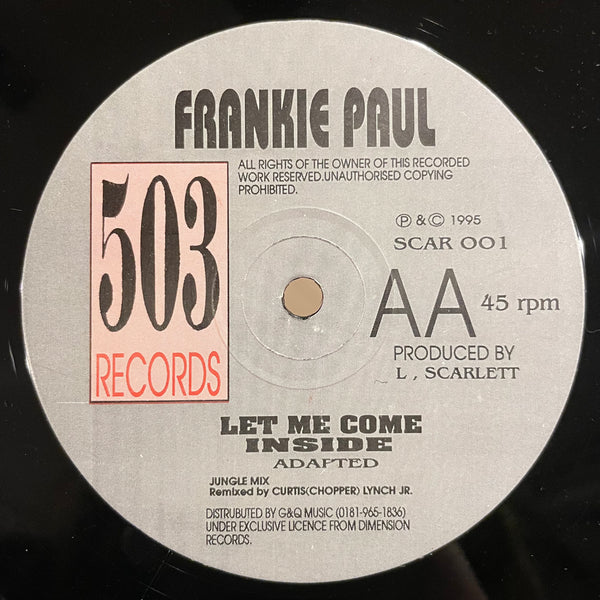 FRANKIE PAUL
ALL RIGHTS OF THE OWNER OF THIS RECORDED
WORK RESERVED.UNAUTHORISED COPYING
PROHIBITED.
503
RECORDS
℗ & © 1995
SCAR 001
AA 45 rpm
PRODUCED BY
L , SCARLETT
LET ME COME
INSIDE
ADAPTED
JUNGLE MIX
Remixed by CURTIS(CHOPPER) LYNCH JR.
DISTRUBUTED BY G&Q MUSIC (0181-965-1836)
UNDER EXCLUSIVE LICENCE FROM DIMENSION
RECORDS.